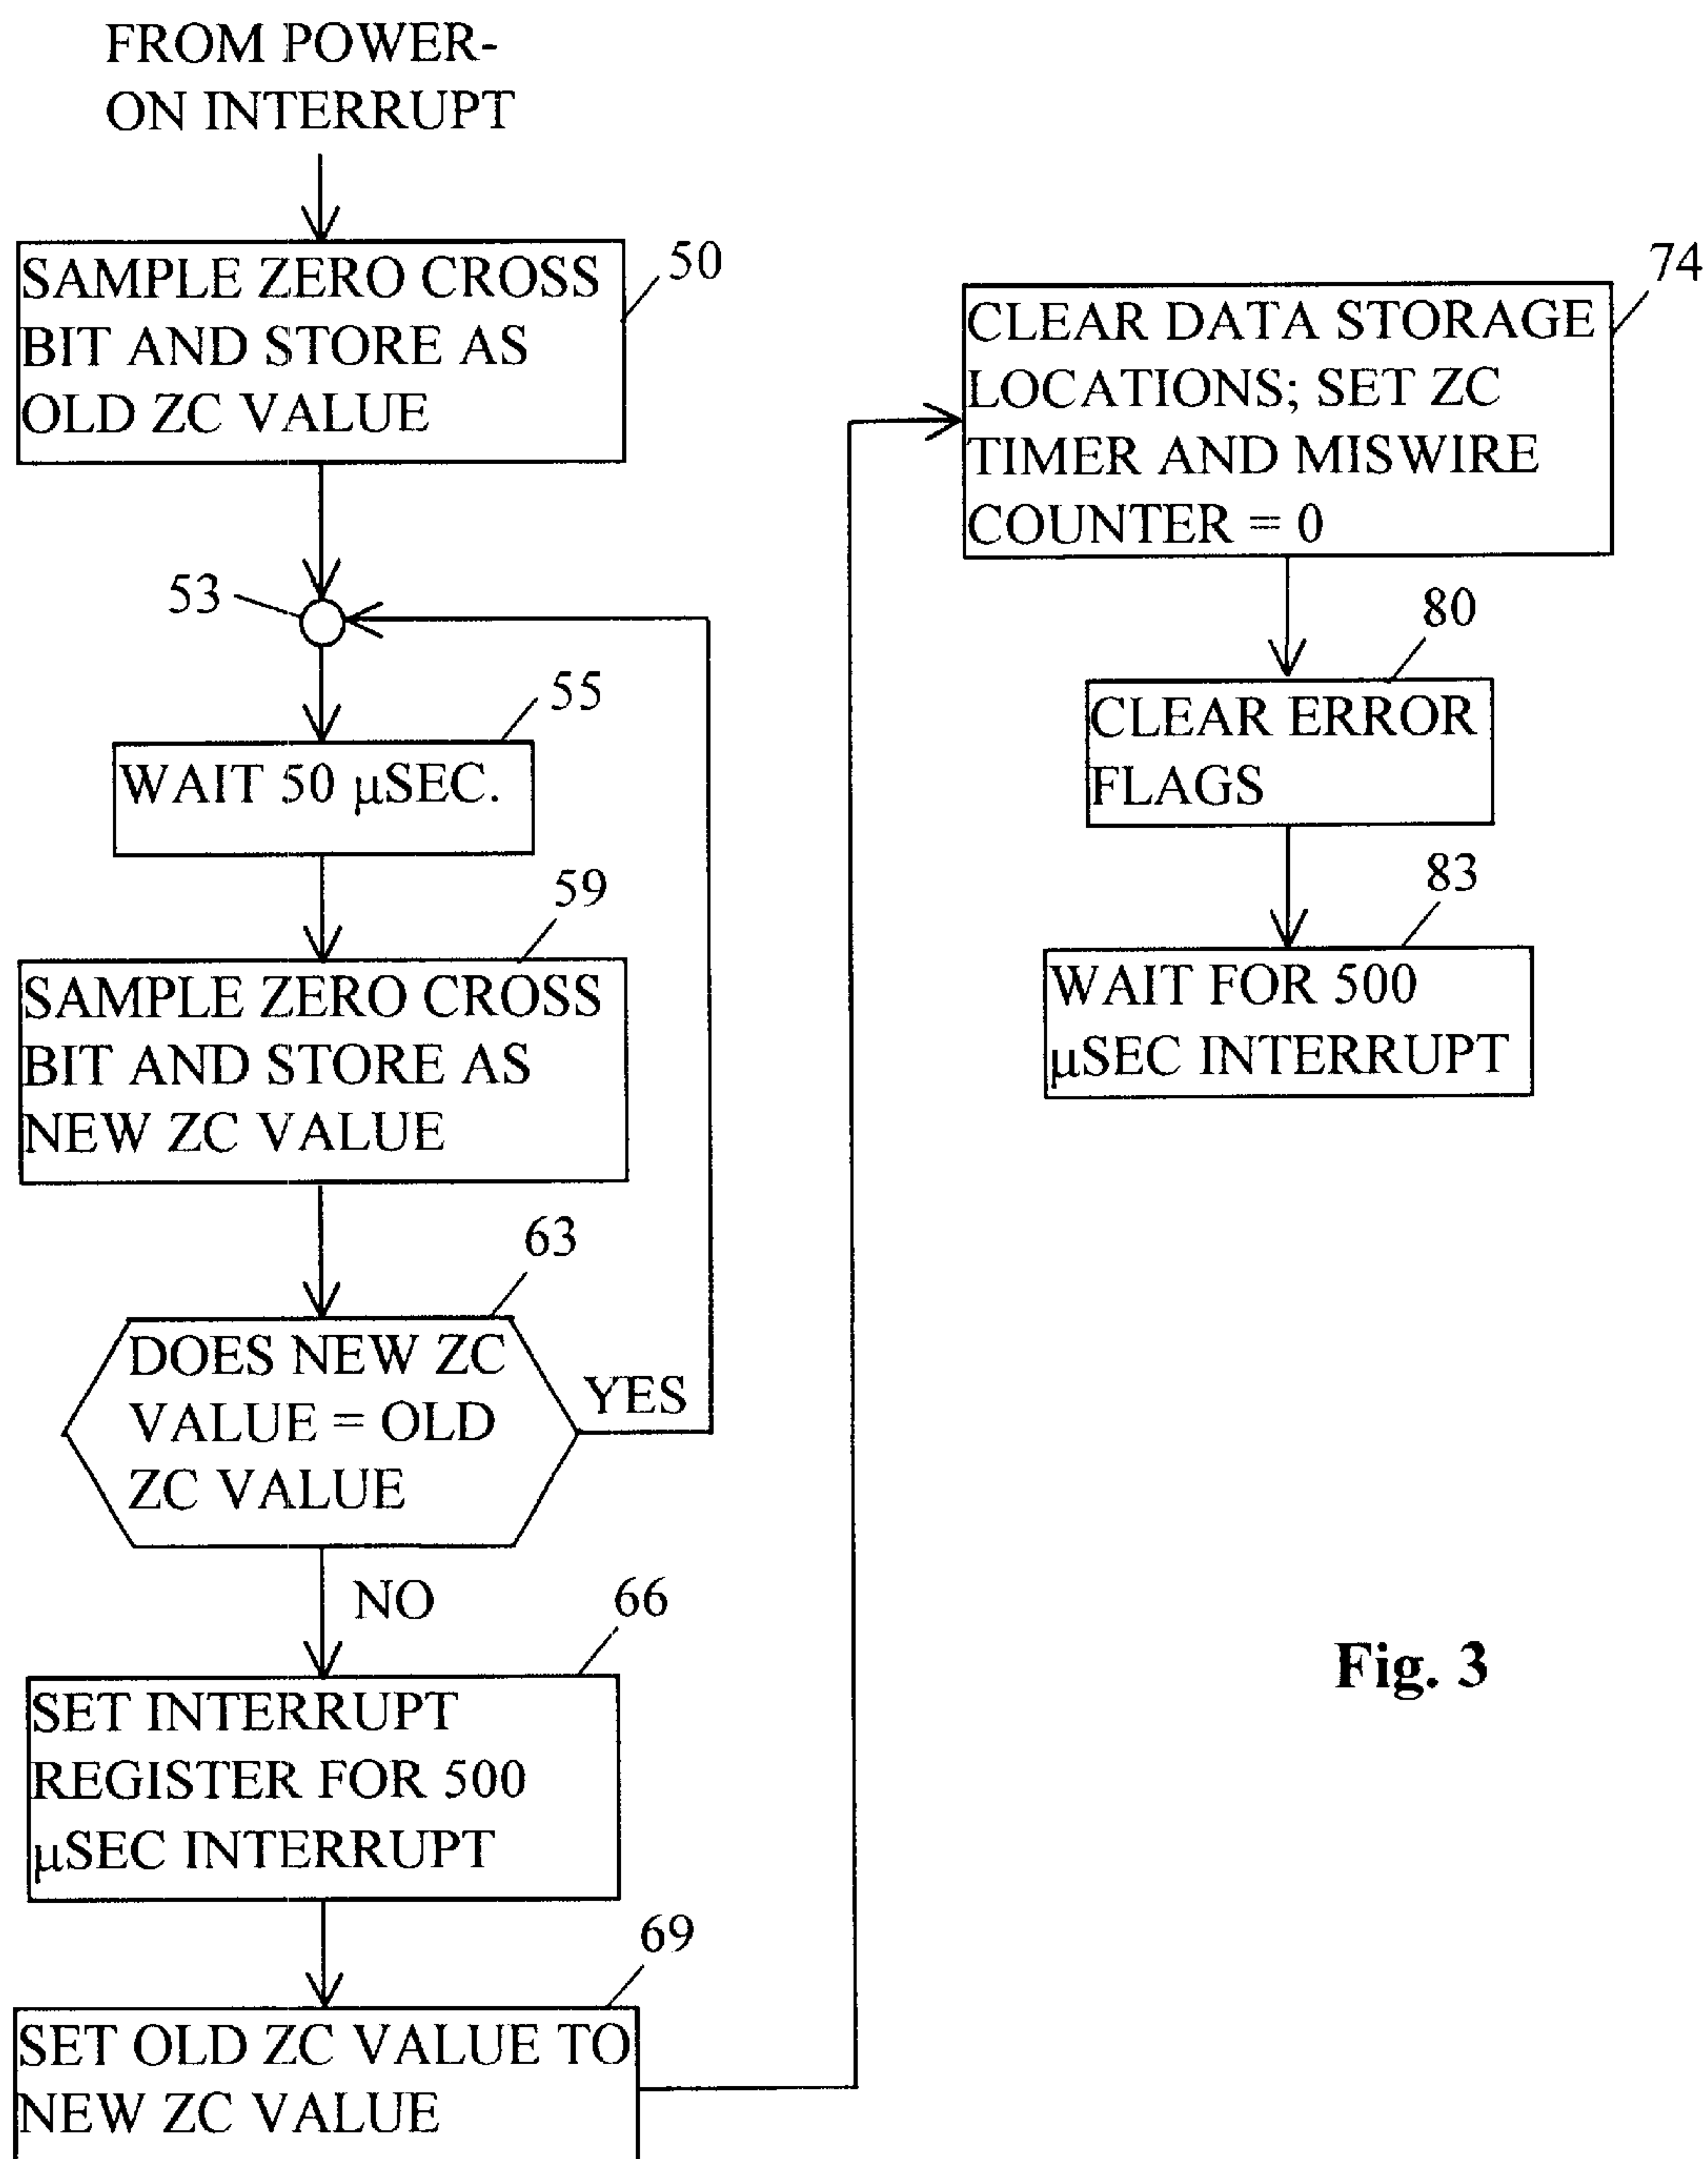 FROM POWER-
ON INTERRUPT
50
SAMPLE ZERO CROSS
BIT AND STORE AS
OLD ZC VALUE
53
55
WAIT 50 µSEC.
59
SAMPLE ZERO CROSS
BIT AND STORE AS
NEW ZC VALUE
63
DOES NEW ZC
VALUE = OLD
ZC VALUE
YES
NO
66
SET INTERRUPT
REGISTER FOR 500
µSEC INTERRUPT
69
SET OLD ZC VALUE TO
NEW ZC VALUE
74
CLEAR DATA STORAGE
LOCATIONS; SET ZC
TIMER AND MISWIRE
COUNTER = 0
80
CLEAR ERROR
FLAGS
83
WAIT FOR 500
µSEC INTERRUPT
Fig. 3